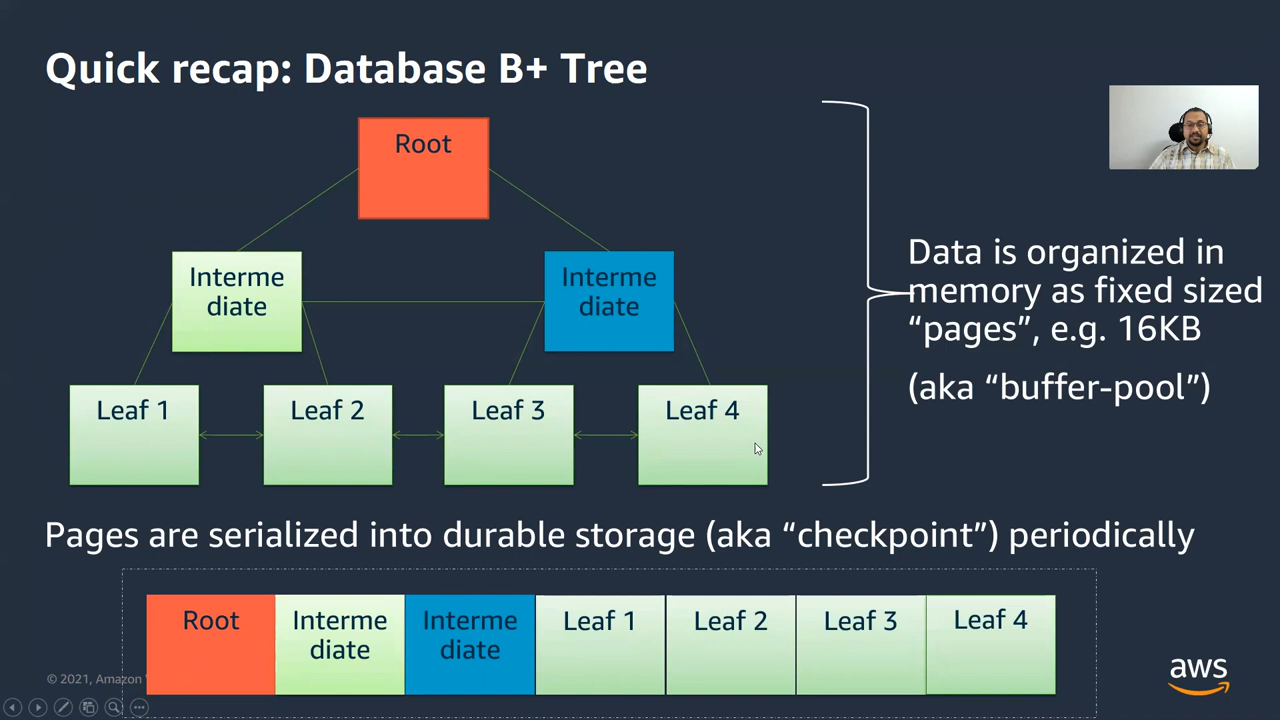 Quick recap: Database B+ Tree
Root
Interme
diate
Interme
diate
Leaf 1
Leaf 2
Leaf 3
Leaf 4
Data is organized in
memory as fixed sized
“pages”, e.g. 16KB
(aka “buffer-pool”)
Pages are serialized into durable storage (aka “checkpoint”) periodically
Root
Interme
diate
Interme
diate
Leaf 1
Leaf 2
Leaf 3
Leaf 4
© 2021, Amazon
aws